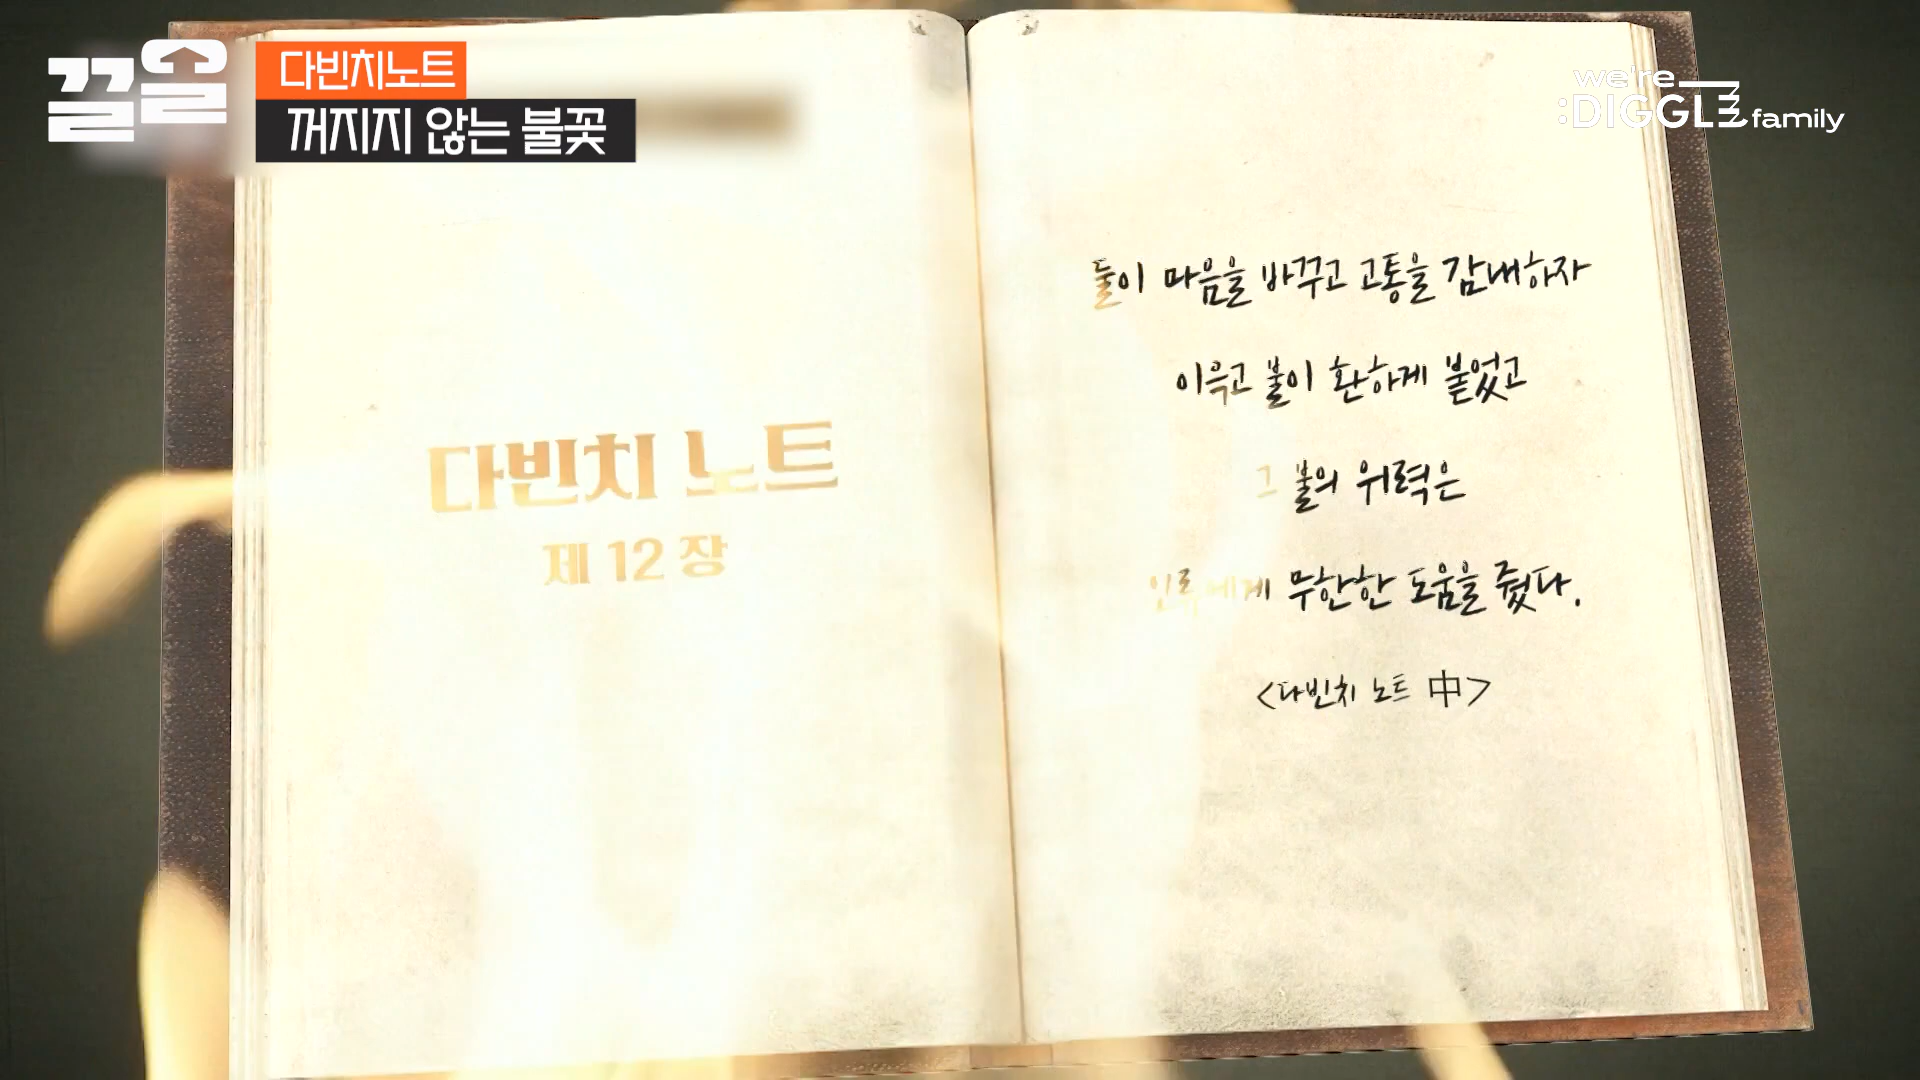 끌올
다빈치노트
꺼지지 않는 불꽃
we're
:DIGGLE family
다빈치 노트
제 12 장
둘이 마음을 바꾸고 고통을 감내하자
이윽고 불이 환하게 붙었고
그 불의 위력은
인류에게 무한한 도움을 줬다.
<다빈치 노트 中>